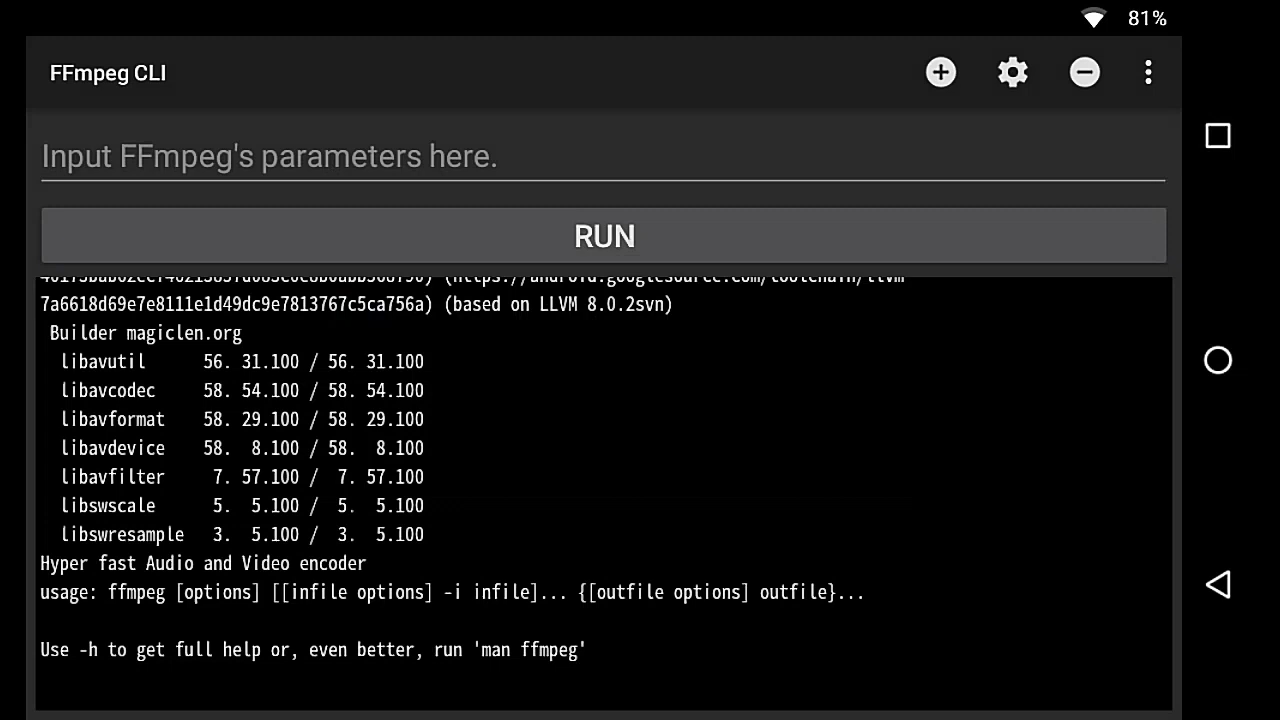 81%
FFmpeg CLI
Input FFmpeg's parameters here.
RUN
7a6618d69e7e8111e1d49dc9e7813767c5ca756a) (based on LLVM 8.0.2svn)
Builder magiclen.org
libavutil 56. 31.100 / 56. 31.100
libavcodec 58. 54.100 / 58. 54.100
libavformat 58. 29.100 / 58. 29.100
libavdevice 58. 8.100 / 58. 8.100
libavfilter 7. 57.100 / 7. 57.100
libswscale 5. 5.100 / 5. 5.100
libswresample 3. 5.100 / 3. 5.100
Hyper fast Audio and Video encoder
usage: ffmpeg [options] [[infile options] -i infile]... {[outfile options] outfile}...
Use -h to get full help or, even better, run 'man ffmpeg'